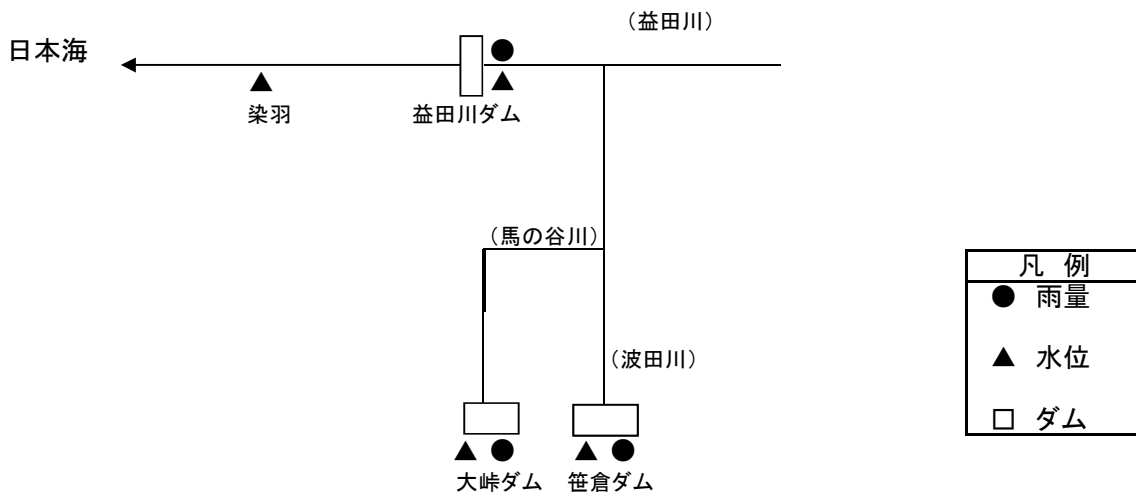 （益田川）
日本海
染羽
益田川ダム
（馬の谷川）
凡 例
● 雨量
▲ 水位
□ ダム
（波田川）
大峠ダム
笹倉ダム